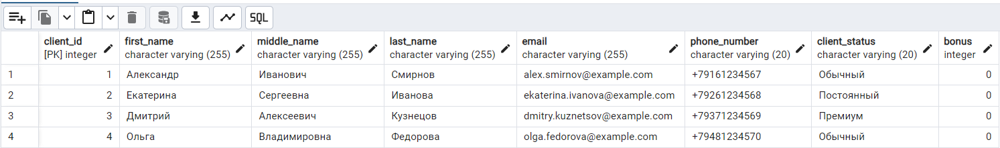 SQL
client_id first_name middle_name last_name email phone_number client_status bonus
[PK] integer character varying (255) character varying (255) character varying (255) character varying (255) character varying (20) character varying (20) integer
1 1 Александр Иванович Смирнов alex.smirnov@example.com +79161234567 Обычный 0
2 2 Екатерина Сергеевна Иванова ekaterina.ivanova@example.com +79261234568 Постоянный 0
3 3 Дмитрий Алексеевич Кузнецов dmitry.kuznetsov@example.com +79371234569 Премиум 0
4 4 Ольга Владимировна Федорова olga.fedorova@example.com +79481234570 Обычный 0